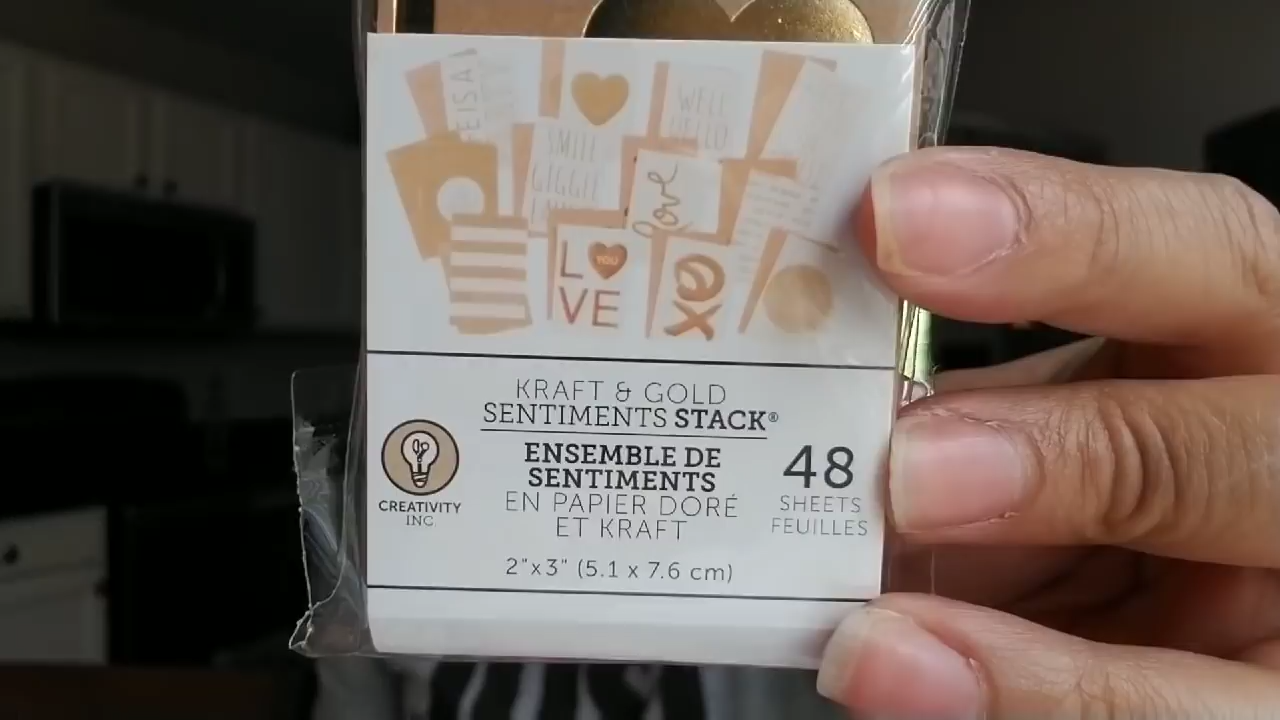 SMILE
GIGGLE
WELL
HELLO
love
L YOU
VE
KRAFT & GOLD
SENTIMENTS STACK®
ENSEMBLE DE
SENTIMENTS
EN PAPIER DORÉ
ET KRAFT
2"x3" (5.1 x 7.6 cm)
CREATIVITY
INC.
48
SHEETS
FEUILLES